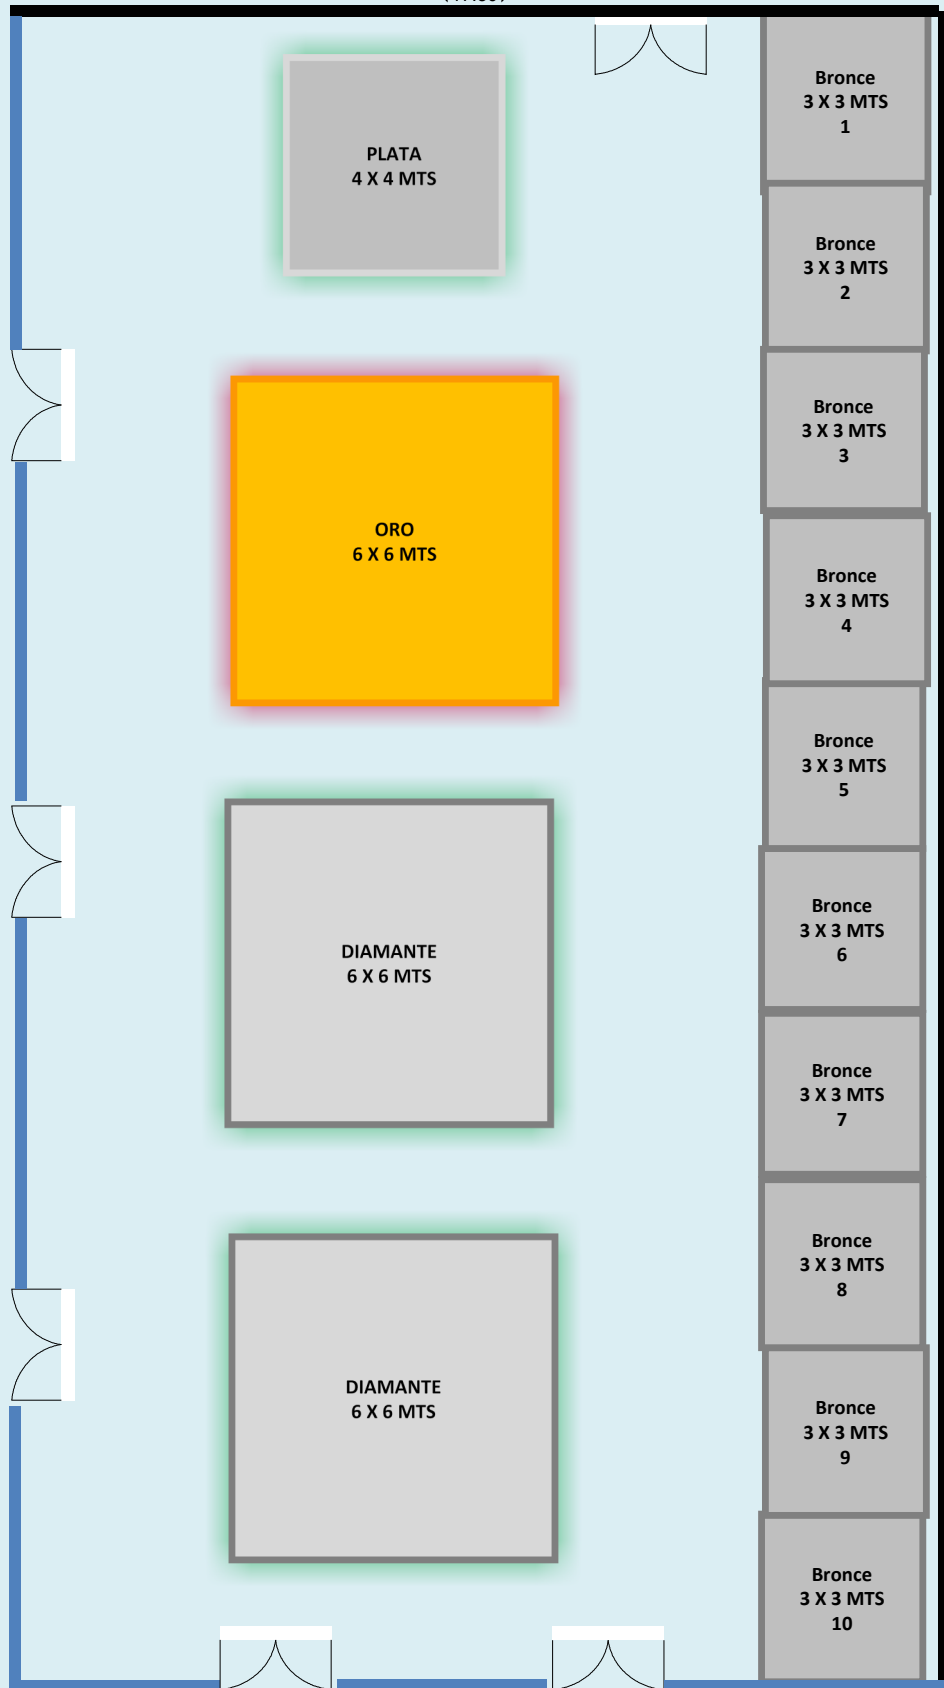 PLATA
4 X 4 MTS
ORO
6 X 6 MTS
DIAMANTE
6 X 6 MTS
DIAMANTE
6 X 6 MTS
Bronce
3 X 3 MTS
1
Bronce
3 X 3 MTS
2
Bronce
3 X 3 MTS
3
Bronce
3 X 3 MTS
4
Bronce
3 X 3 MTS
5
Bronce
3 X 3 MTS
6
Bronce
3 X 3 MTS
7
Bronce
3 X 3 MTS
8
Bronce
3 X 3 MTS
9
Bronce
3 X 3 MTS
10